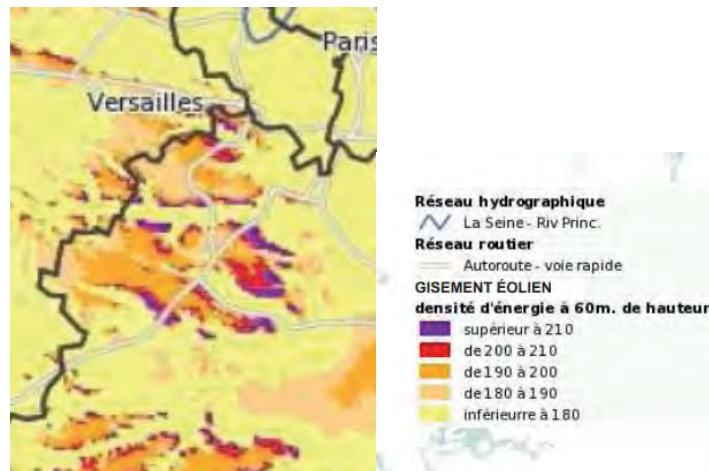 Paris
Versailles
Réseau hydrographique
La Seine - Riv Princ.
Réseau routier
Autoroute - voie rapide
GISEMENT ÉOLIEN
densité d'énergie à 60m. de hauteur
supérieur à 210
de 200 à 210
de 190 à 200
de 180 à 190
inférieurre à 180